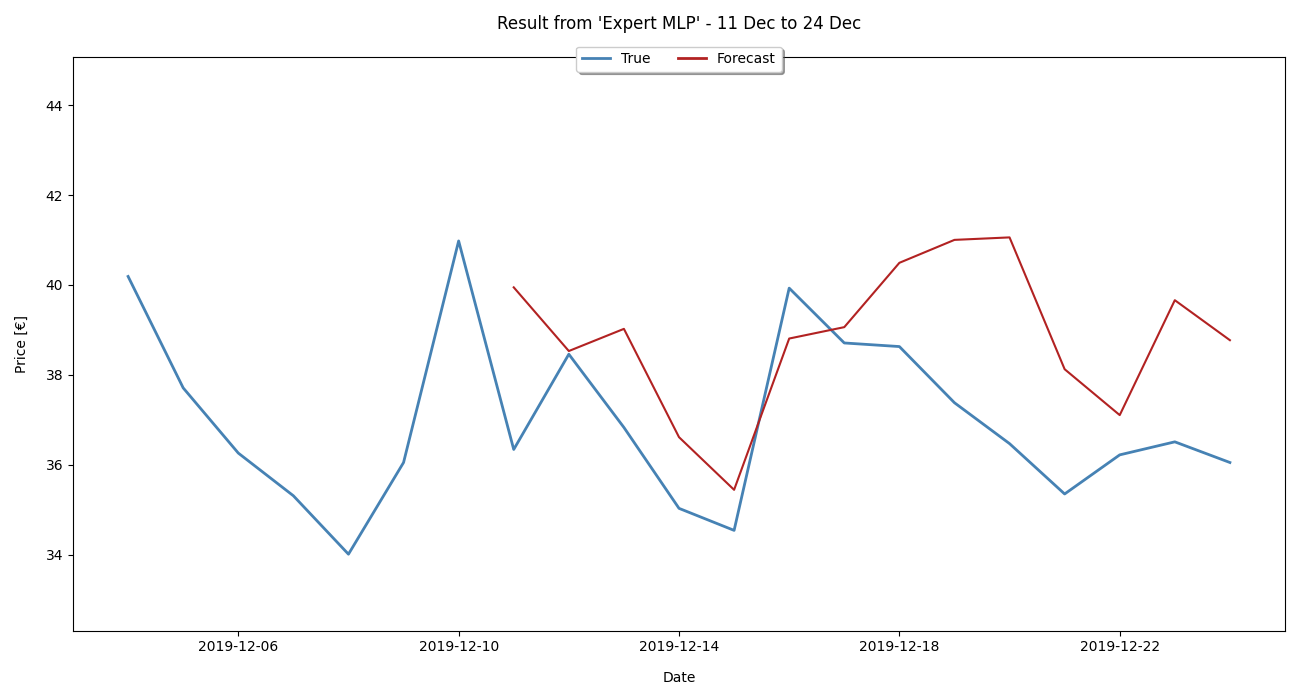 Result from 'Expert MLP' - 11 Dec to 24 Dec
True Forecast
44
42
40
38
36
34
Price [€]
2019-12-06 2019-12-10 2019-12-14 2019-12-18 2019-12-22
Date